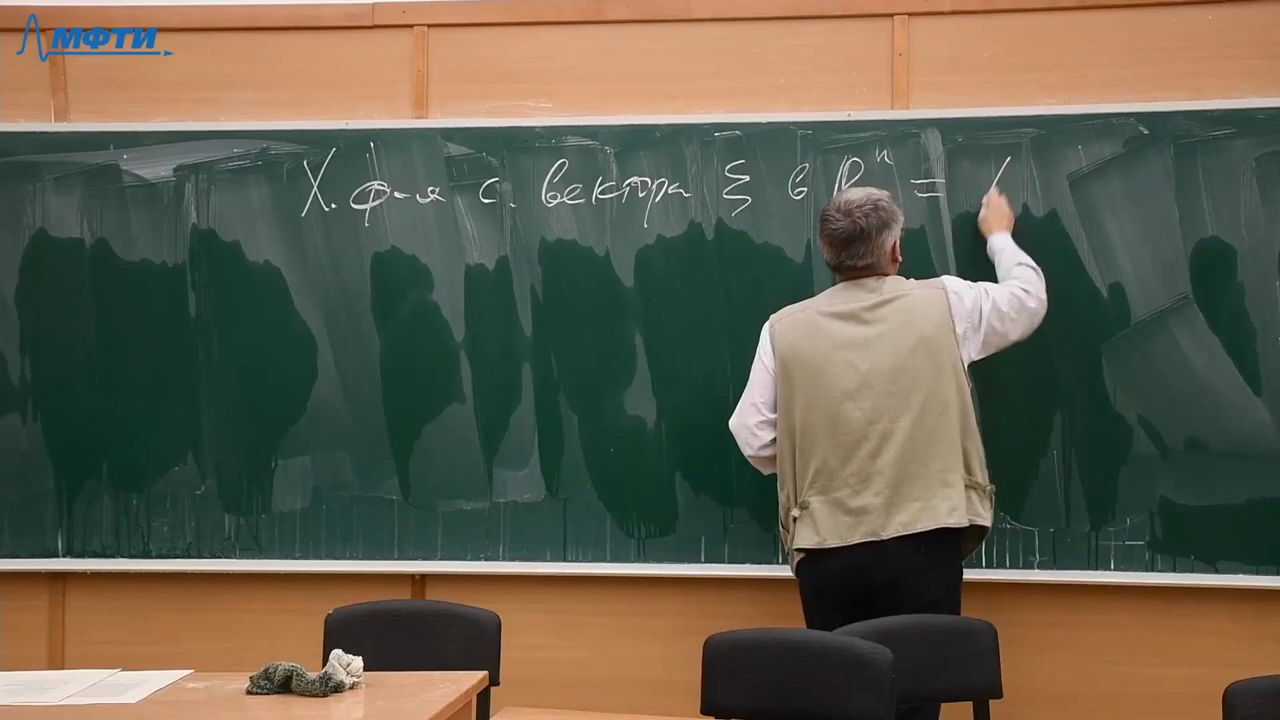 МФТИ
Х. ф-я с. вектора ξ в Rⁿ =